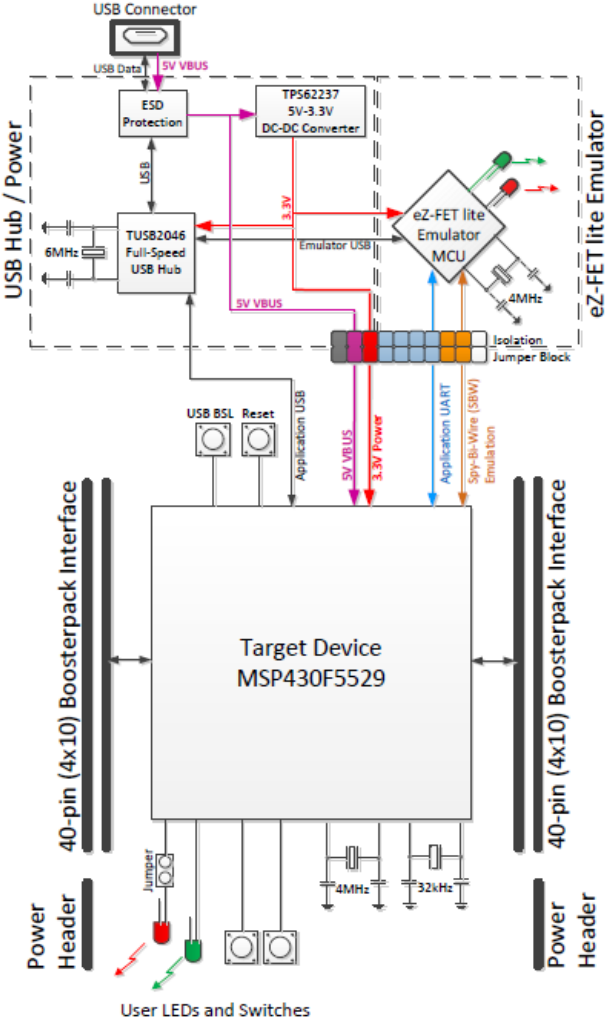 USB Connector
USB Data
5V VBUS
USB Hub / Power
eZ-FET lite Emulator
ESD
Protection
TPS62237
5V-3.3V
DC-DC Converter
USB
3.3V
eZ-FET lite
Emulator
MCU
6MHz
TUSB2046
Full-Speed
USB Hub
Emulator USB
4MHz
5V VBUS
Isolation
Jumper Block
USB BSL
Reset
Application USB
5V VBUS
3.3V Power
Application UART
Spy-Bi-Wire (SBW)
Emulation
40-pin (4x10) Boosterpack Interface
Target Device
MSP430F5529
40-pin (4x10) Boosterpack Interface
Jumper
4MHz
32kHz
Power
Header
Power
Header
User LEDs and Switches